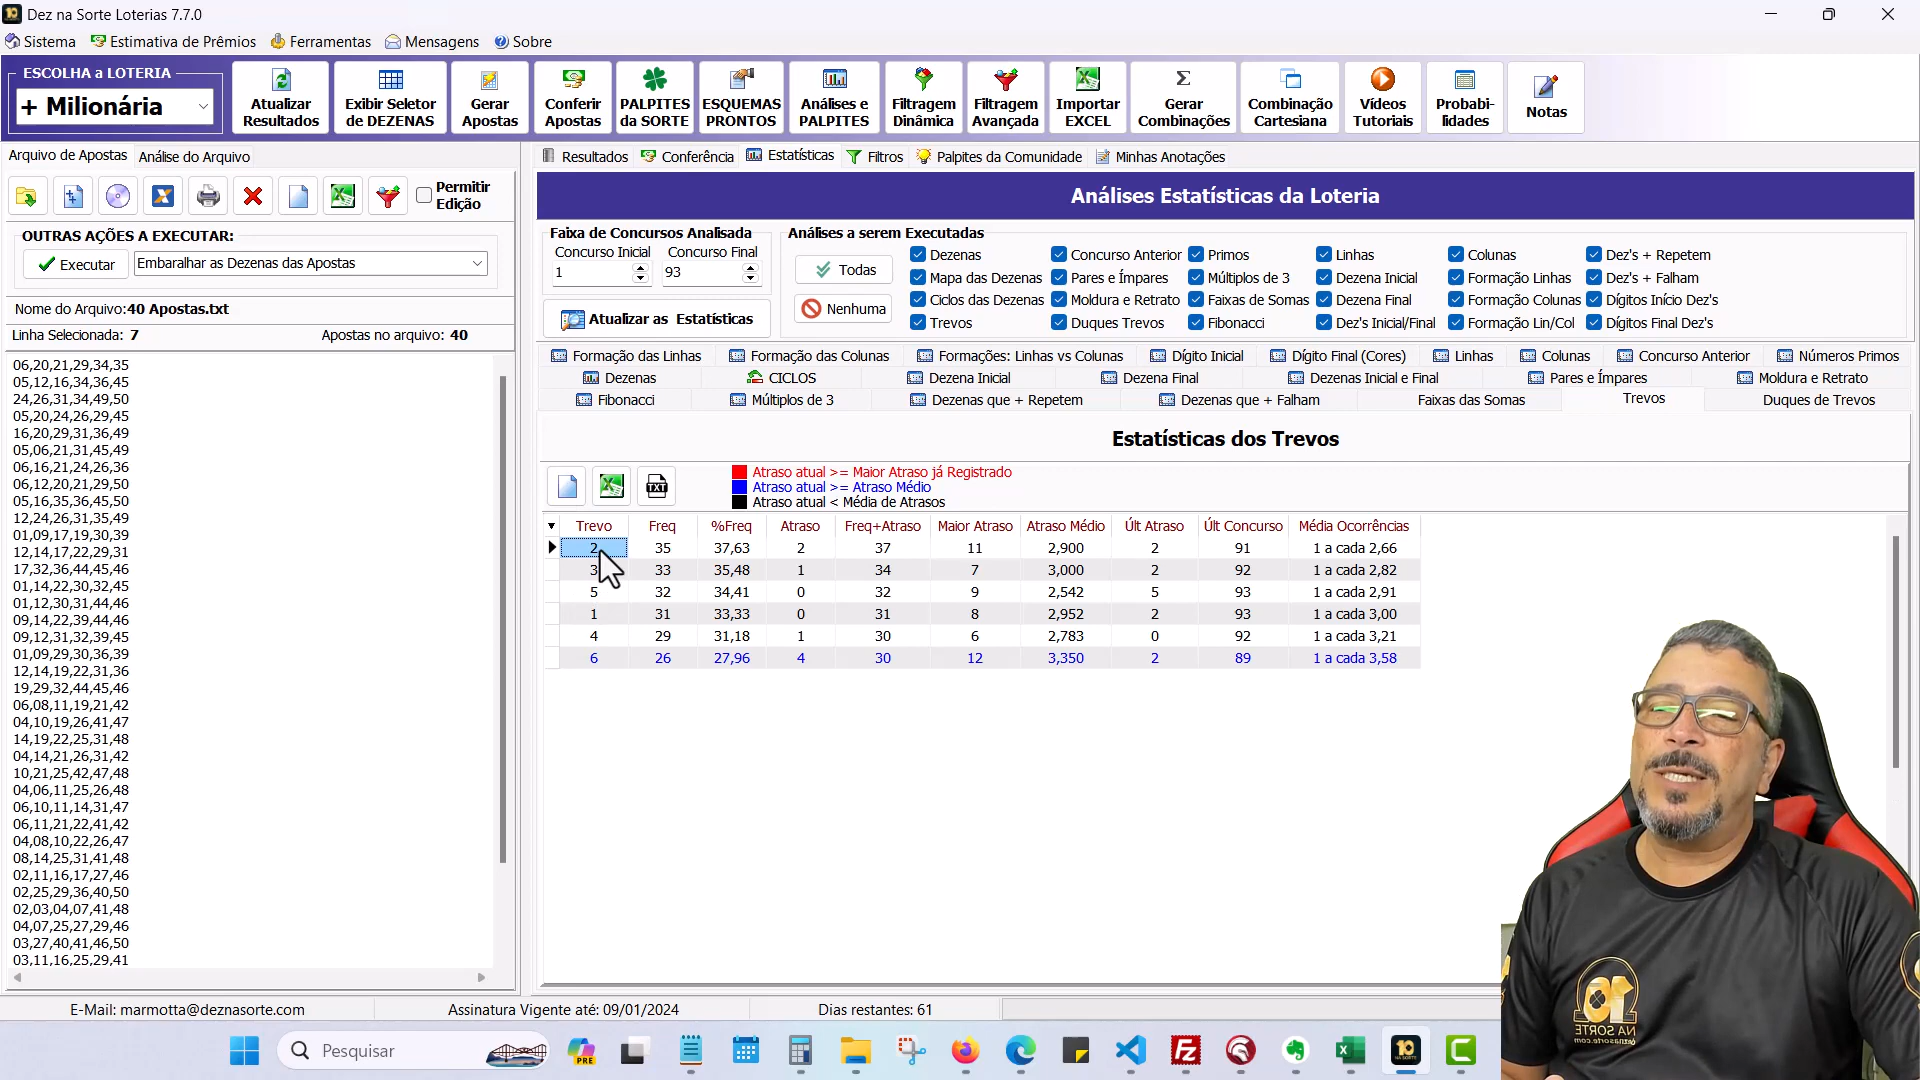 Dez na Sorte Loterias 7.7.0
Sistema Estimativa de Prêmios Ferramentas Mensagens Sobre
ESCOLHA a LOTERIA
+ Milionária
Atualizar Resultados
Exibir Seletor de DEZENAS
Gerar Apostas
Conferir Apostas
PALPITES da SORTE
ESQUEMAS PRONTOS
Análises e PALPITES
Filtragem Dinâmica
Filtragem Avançada
Importar EXCEL
Gerar Combinações
Combinação Cartesiana
Vídeos Tutoriais
Probabi-lidades
Notas
Arquivo de Apostas Análise do Arquivo
Permitir Edição
OUTRAS AÇÕES A EXECUTAR:
Executar Embaralhar as Dezenas das Apostas
Nome do Arquivo:40 Apostas.txt
Linha Selecionada: 7 Apostas no arquivo: 40
06,20,21,29,34,35
05,12,16,34,36,45
24,26,31,34,49,50
05,20,24,26,29,45
16,20,29,31,36,49
05,06,21,31,45,49
06,16,21,24,26,36
06,12,20,21,29,50
05,16,35,36,45,50
12,24,26,31,35,49
01,09,17,19,30,39
12,14,17,22,29,31
17,32,36,44,45,46
01,14,22,30,32,45
01,12,30,31,44,46
09,14,22,39,44,46
09,12,31,32,39,45
01,09,29,30,36,39
12,14,19,22,31,36
19,29,32,44,45,46
06,08,11,19,21,42
04,10,19,26,41,47
14,19,22,25,31,48
04,14,21,26,31,42
10,21,25,42,47,48
04,06,11,25,26,48
06,10,11,14,31,47
06,11,21,22,41,42
04,08,10,22,26,47
08,14,25,31,41,48
02,11,16,17,27,46
02,25,29,36,40,50
02,03,04,07,41,48
04,07,25,27,29,46
03,27,40,41,46,50
03,11,16,25,29,41
Resultados Conferência Estatísticas Filtros Palpites da Comunidade Minhas Anotações
Análises Estatísticas da Loteria
Faixa de Concursos Analisada
Concurso Inicial Concurso Final
1 93
Atualizar as Estatísticas
Análises a serem Executadas
Todas
Nenhuma
Dezenas Concurso Anterior Primos Linhas Colunas Dez's + Repetem
Mapa das Dezenas Pares e Ímpares Múltiplos de 3 Dezena Inicial Formação Linhas Dez's + Falham
Ciclos das Dezenas Moldura e Retrato Faixas de Somas Dezena Final Formação Colunas Dígitos Início Dez's
Trevos Duques Trevos Fibonacci Dez's Inicial/Final Formação Lin/Col Dígitos Final Dez's
Formação das Linhas Formação das Colunas Formações: Linhas vs Colunas Dígito Inicial Dígito Final (Cores) Linhas Colunas Concurso Anterior Números Primos
Dezenas CICLOS Dezena Inicial Dezena Final Dezenas Inicial e Final Pares e Ímpares Moldura e Retrato
Fibonacci Múltiplos de 3 Dezenas que + Repetem Dezenas que + Falham Faixas das Somas Trevos Duques de Trevos
Estatísticas dos Trevos
TXT
Atraso atual >= Maior Atraso já Registrado
Atraso atual >= Atraso Médio
Atraso atual < Média de Atrasos
Trevo Freq %Freq Atraso Freq+Atraso Maior Atraso Atraso Médio Últ Atraso Últ Concurso Média Ocorrências
2 35 37,63 2 37 11 2,900 2 91 1 a cada 2,66
3 33 35,48 1 34 7 3,000 2 92 1 a cada 2,82
5 32 34,41 0 32 9 2,542 5 93 1 a cada 2,91
1 31 33,33 0 31 8 2,952 2 93 1 a cada 3,00
4 29 31,18 1 30 6 2,783 0 92 1 a cada 3,21
6 26 27,96 4 30 12 3,350 2 89 1 a cada 3,58
E-Mail: marmotta@deznasorte.com Assinatura Vigente até: 09/01/2024 Dias restantes: 61
Pesquisar
PRE